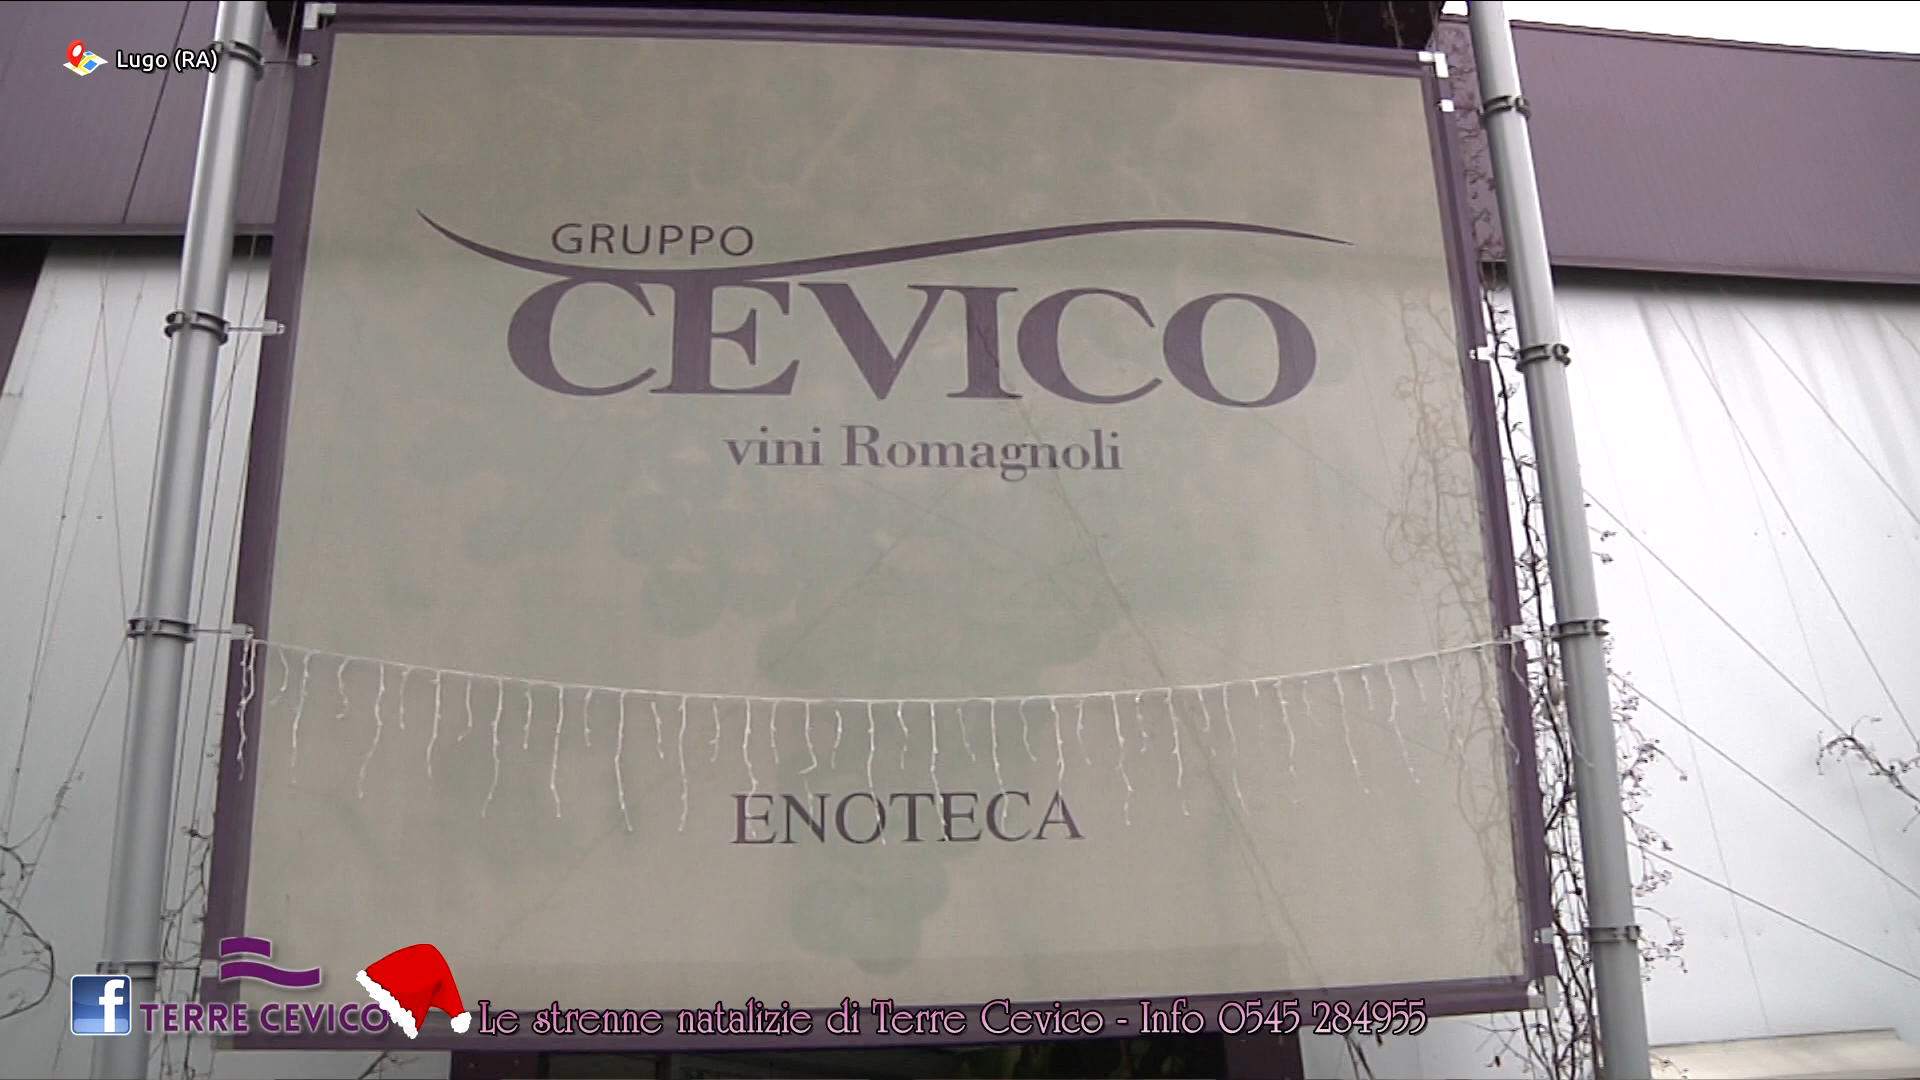 Lugo (RA)
GRUPPO
CEVICO
vini Romagnoli
ENOTECA
f TERRE CEVICO
Le strenne natalizie di Terre Cevico - Info 0545 284955